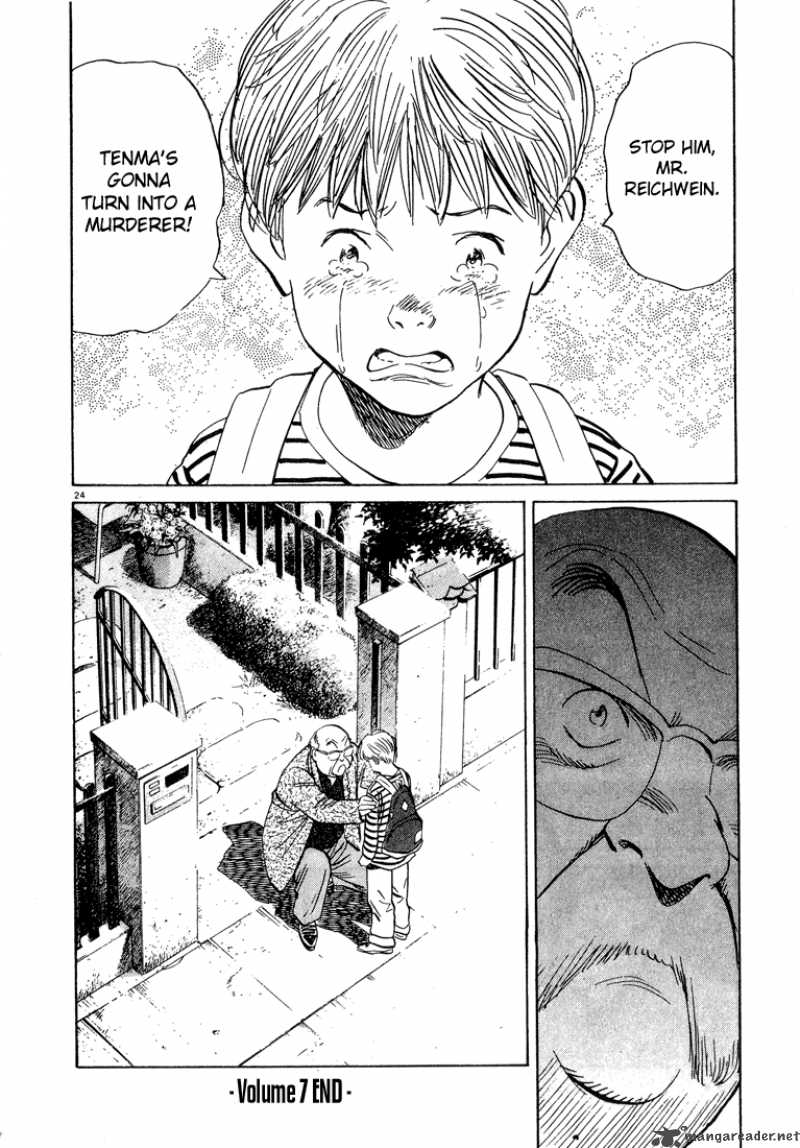 STOP HIM,
MR.
REICHWEIN.
TENMA'S
GONNA
TURN INTO A
MURDERER!
24
- Volume 7 END -
mangareader.net